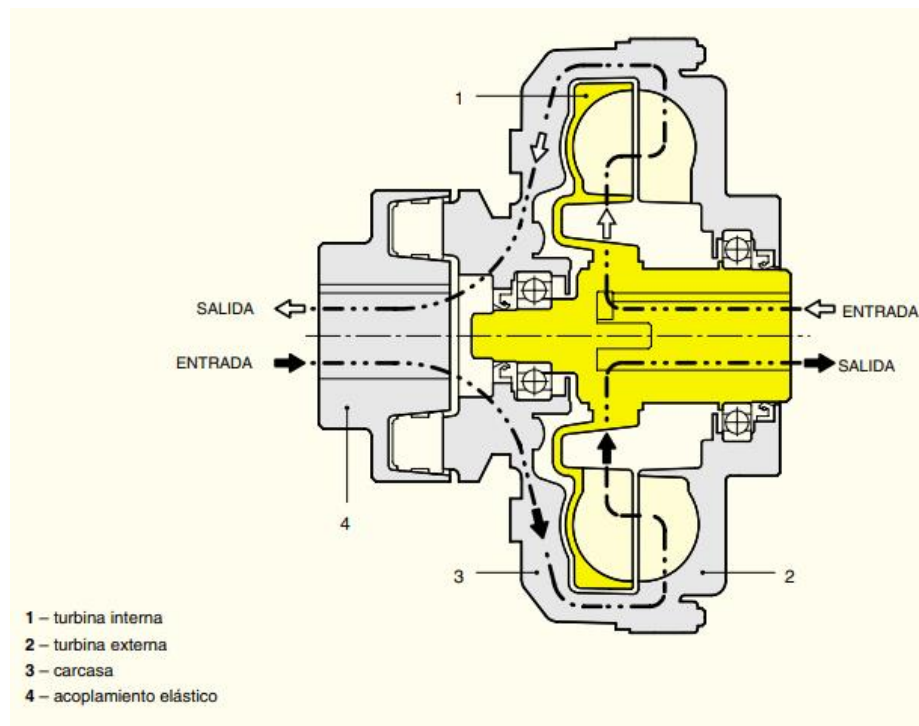 1
SALIDA
ENTRADA
ENTRADA
SALIDA
4
3
2
1 – turbina interna
2 – turbina externa
3 – carcasa
4 – acoplamiento elástico